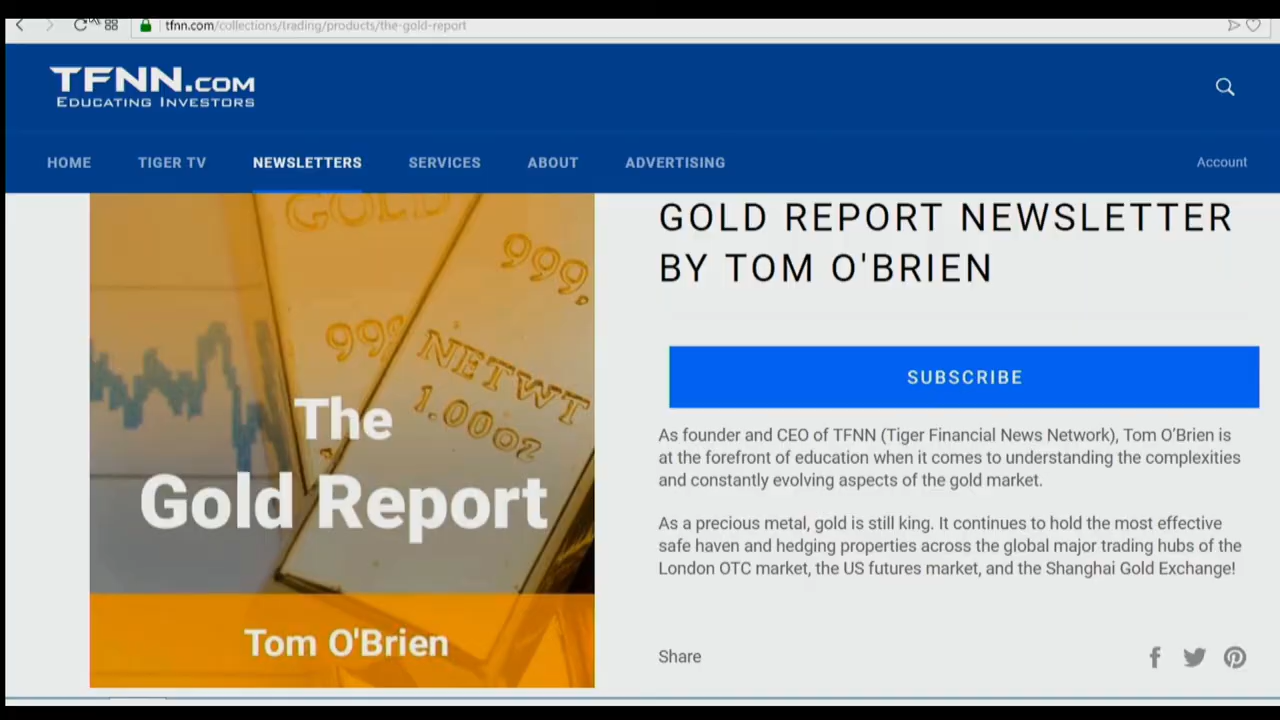 tfnn.com/collections/trading/products/the-gold-report
TFNN.COM
EDUCATING INVESTORS
HOME TIGER TV NEWSLETTERS SERVICES ABOUT ADVERTISING Account
GOLD
999.
999
NETWT
1.00OZ
The
Gold Report
Tom O'Brien
GOLD REPORT NEWSLETTER
BY TOM O'BRIEN
SUBSCRIBE
As founder and CEO of TFNN (Tiger Financial News Network), Tom O'Brien is
at the forefront of education when it comes to understanding the complexities
and constantly evolving aspects of the gold market.
As a precious metal, gold is still king. It continues to hold the most effective
safe haven and hedging properties across the global major trading hubs of the
London OTC market, the US futures market, and the Shanghai Gold Exchange!
Share